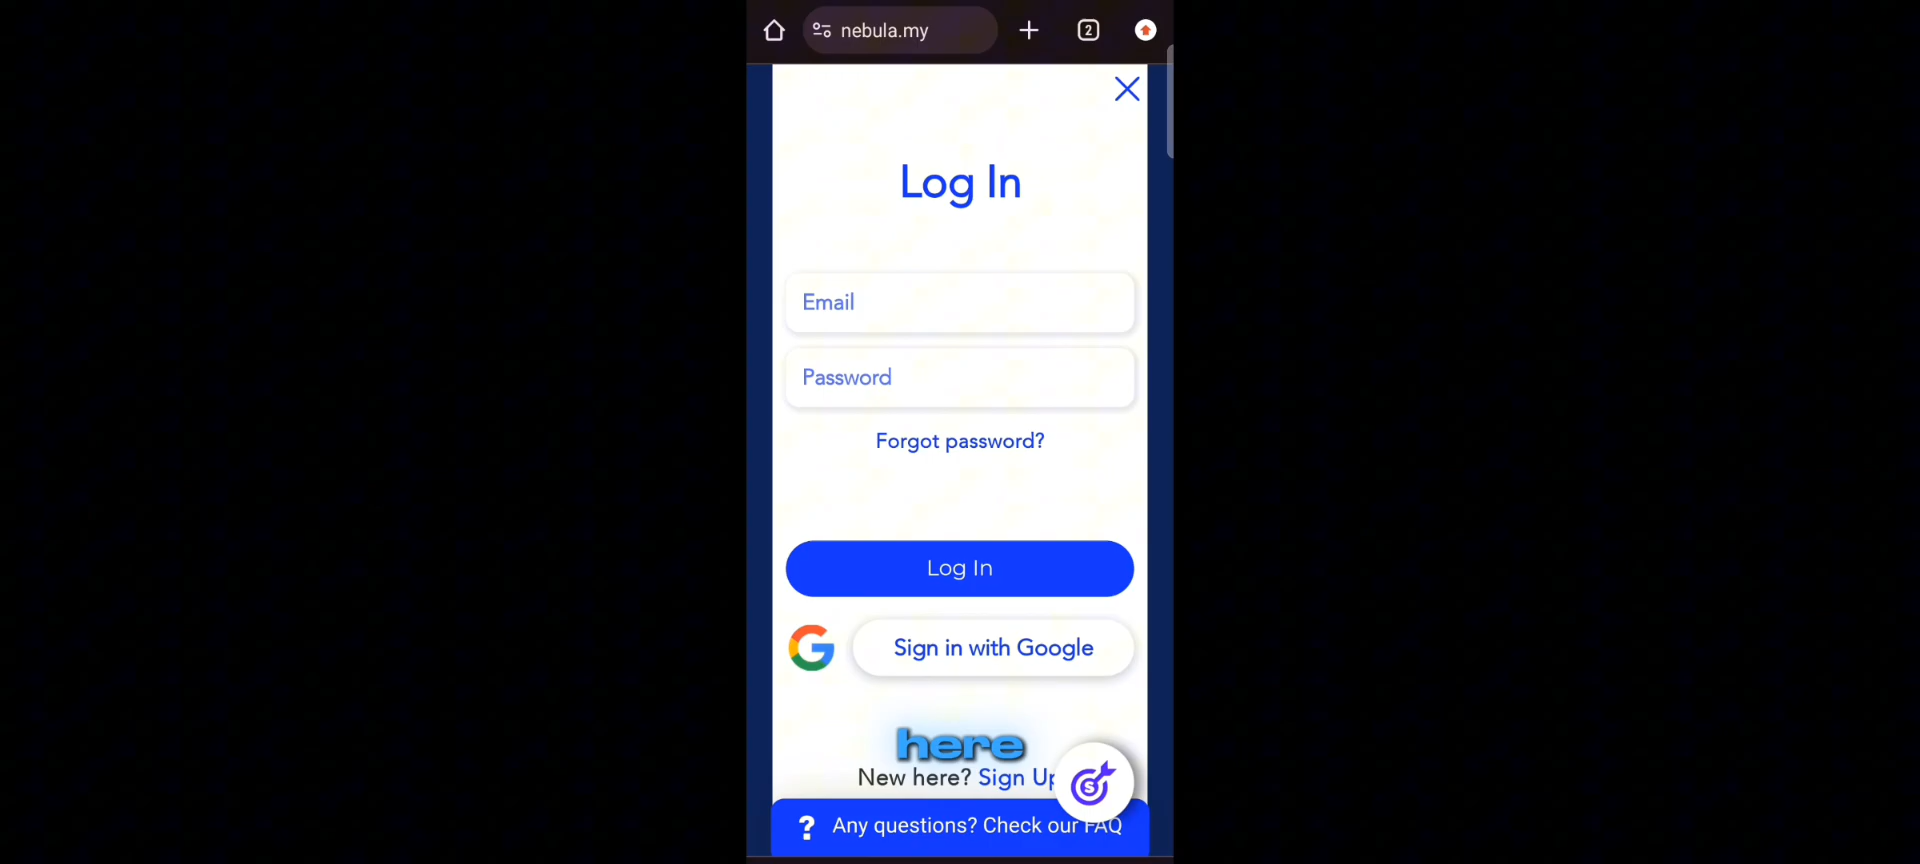 nebula.my
2
Log In
Email
Password
Forgot password?
Log In
Sign in with Google
here
New here? Sign Up
? Any questions? Check our FAQ